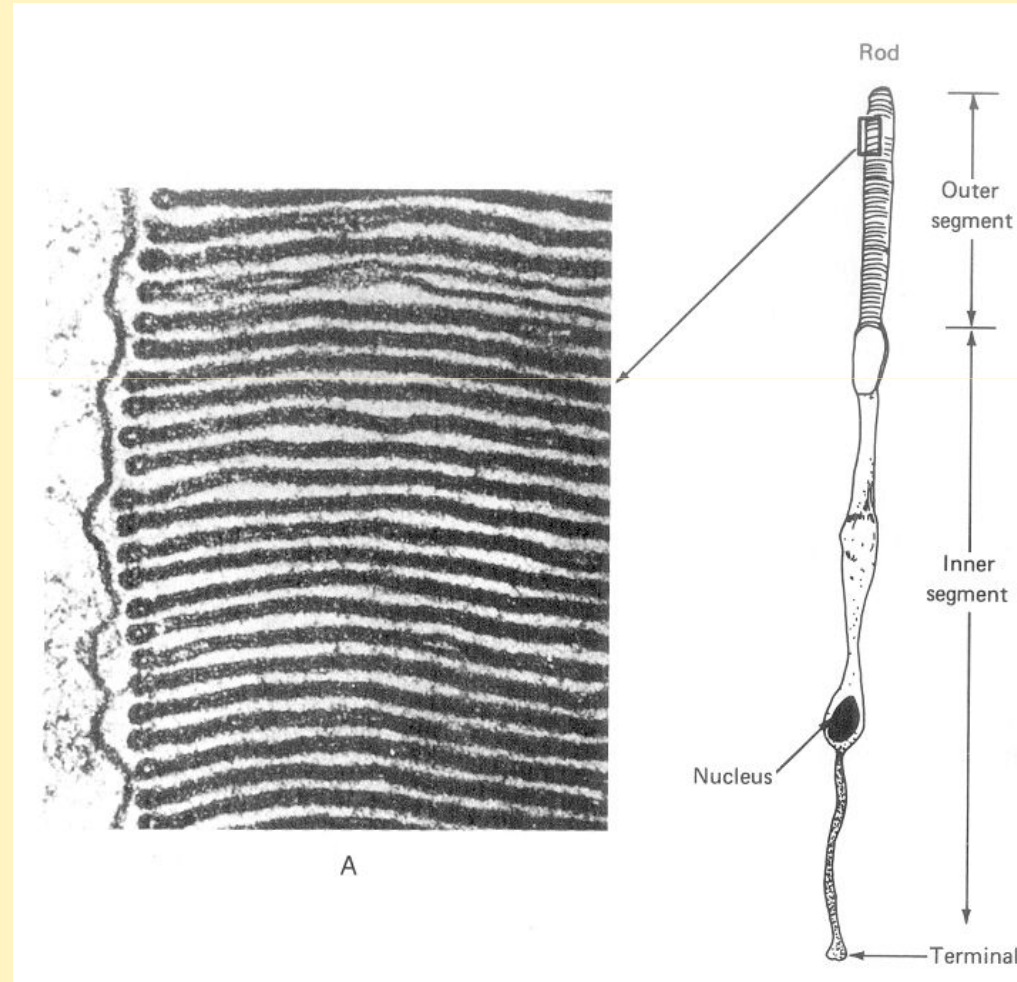 Rod
Outer
segment
Inner
segment
Nucleus
Terminal
A